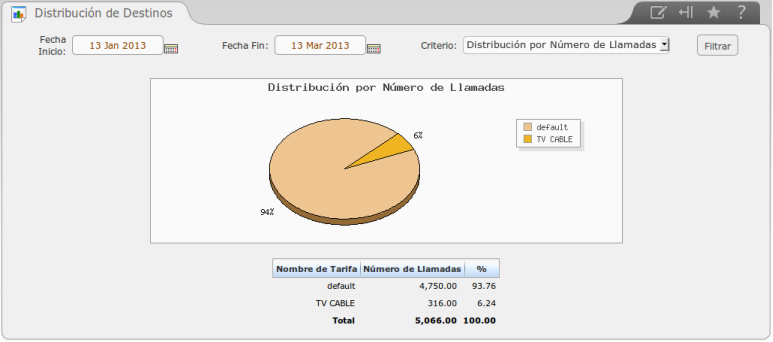 Distribución de Destinos
?
Fecha Inicio: 13 Jan 2013 Fecha Fin: 13 Mar 2013 Criterio: Distribución por Número de Llamadas Filtrar
Distribución por Número de Llamadas
default
TV CABLE
6%
94%
Nombre de Tarifa Número de Llamadas %
default 4,750.00 93.76
TV CABLE 316.00 6.24
Total 5,066.00 100.00